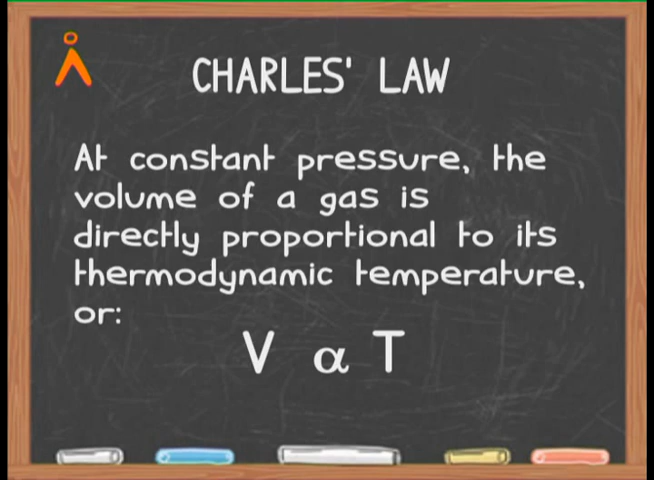 CHARLES' LAW
At constant pressure, the
volume of a gas is
directly proportional to its
thermodynamic temperature,
or:
V α T